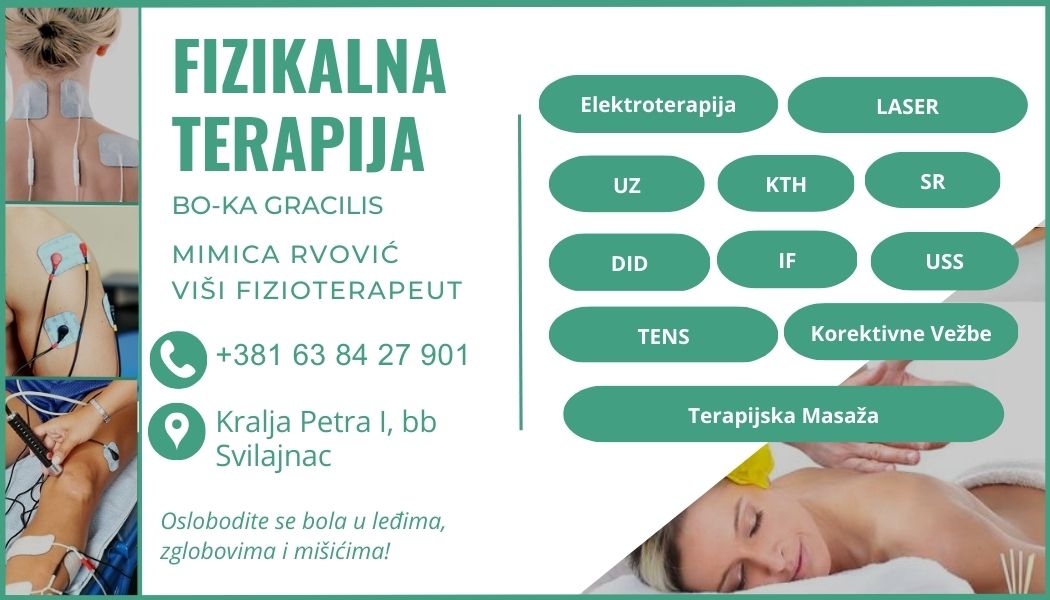 FIZIKALNA
TERAPIJA
BO-KA GRACILIS
MIMICA RVOVIĆ
VIŠI FIZIOTERAPEUT
+381 63 84 27 901
Kralja Petra I, bb
Svilajnac
Oslobodite se bola u leđima,
zglobovima i mišićima!
Elektroterapija
LASER
UZ
KTH
SR
DID
IF
USS
TENS
Korektivne Vežbe
Terapijska Masaža